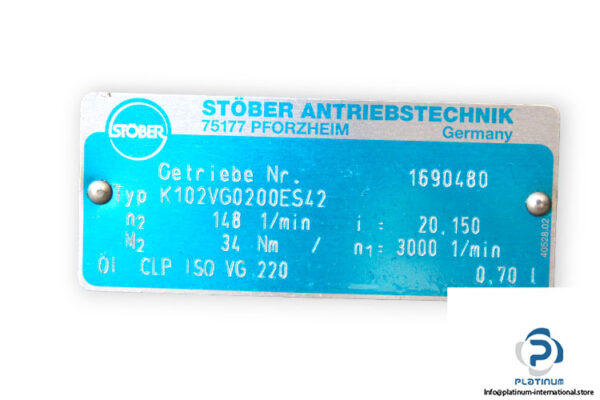 STÖBER
STÖBER ANTRIEBSTECHNIK
75177 PFORZHEIM Germany
Getriebe Nr. 1690480
Typ K102VG0200ES42
n2 148 1/min i = 20,150
M2 34 Nm / n1= 3000 1/min
Öl CLP ISO VG 220 0,70 l
40528.02
P
PLATINUM
Info@platinum-international.store